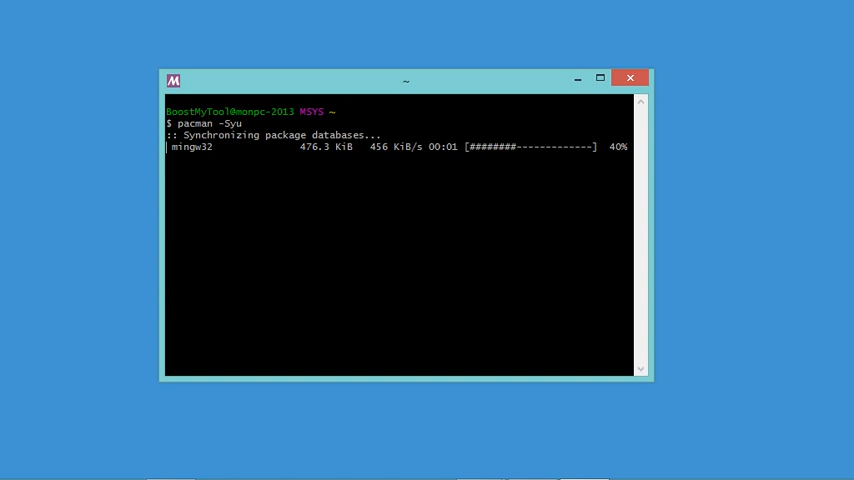 ~
BoostMyTool@monpc-2013 MSYS ~
$ pacman -Syu
:: Synchronizing package databases...
mingw32 476.3 KiB 456 KiB/s 00:01 [########-------------] 40%